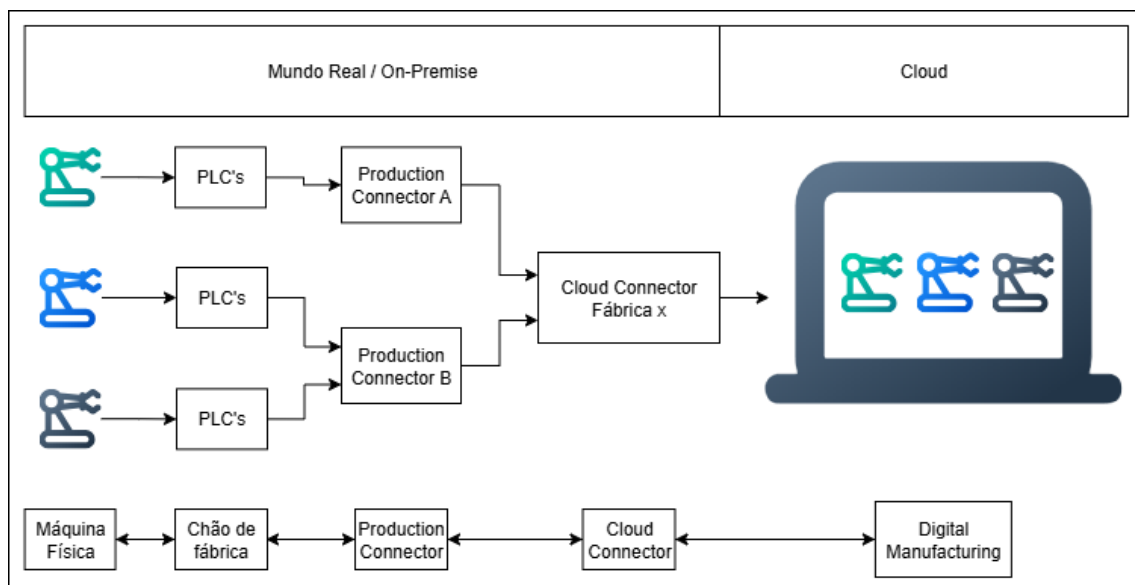 Mundo Real / On-Premise
Cloud
PLC's
Production
Connector A
PLC's
Production
Connector B
PLC's
Cloud Connector
Fábrica x
Máquina
Física
Chão de
fábrica
Production
Connector
Cloud
Connector
Digital
Manufacturing